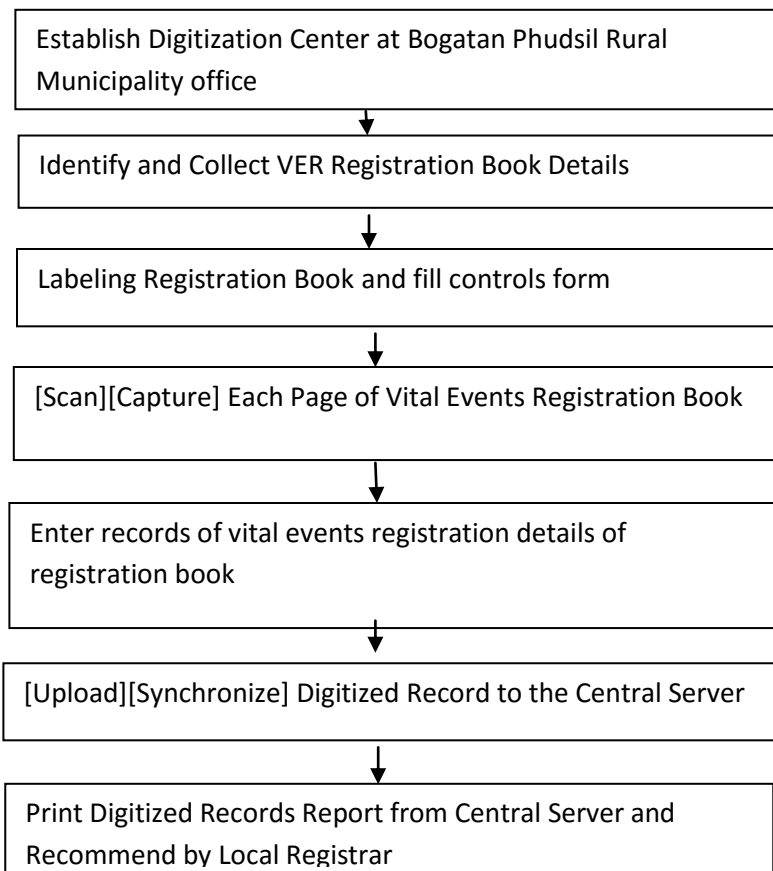 Establish Digitization Center at Bogatan Phudsil Rural
Municipality office
Identify and Collect VER Registration Book Details
Labeling Registration Book and fill controls form
[Scan][Capture] Each Page of Vital Events Registration Book
Enter records of vital events registration details of
registration book
[Upload][Synchronize] Digitized Record to the Central Server
Print Digitized Records Report from Central Server and
Recommend by Local Registrar